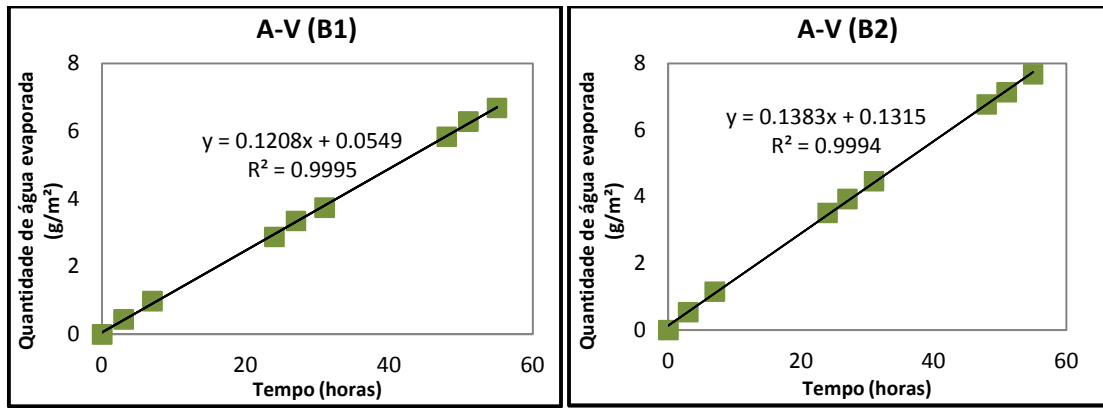 A-V (B1)
Quantidade de água evaporada
(g/m²)
8
6
4
2
0
y = 0.1208x + 0.0549
R² = 0.9995
0 20 40 60
Tempo (horas)
A-V (B2)
Quantidade de água evaporada
(g/m²)
8
6
4
2
0
y = 0.1383x + 0.1315
R² = 0.9994
0 20 40 60
Tempo (horas)